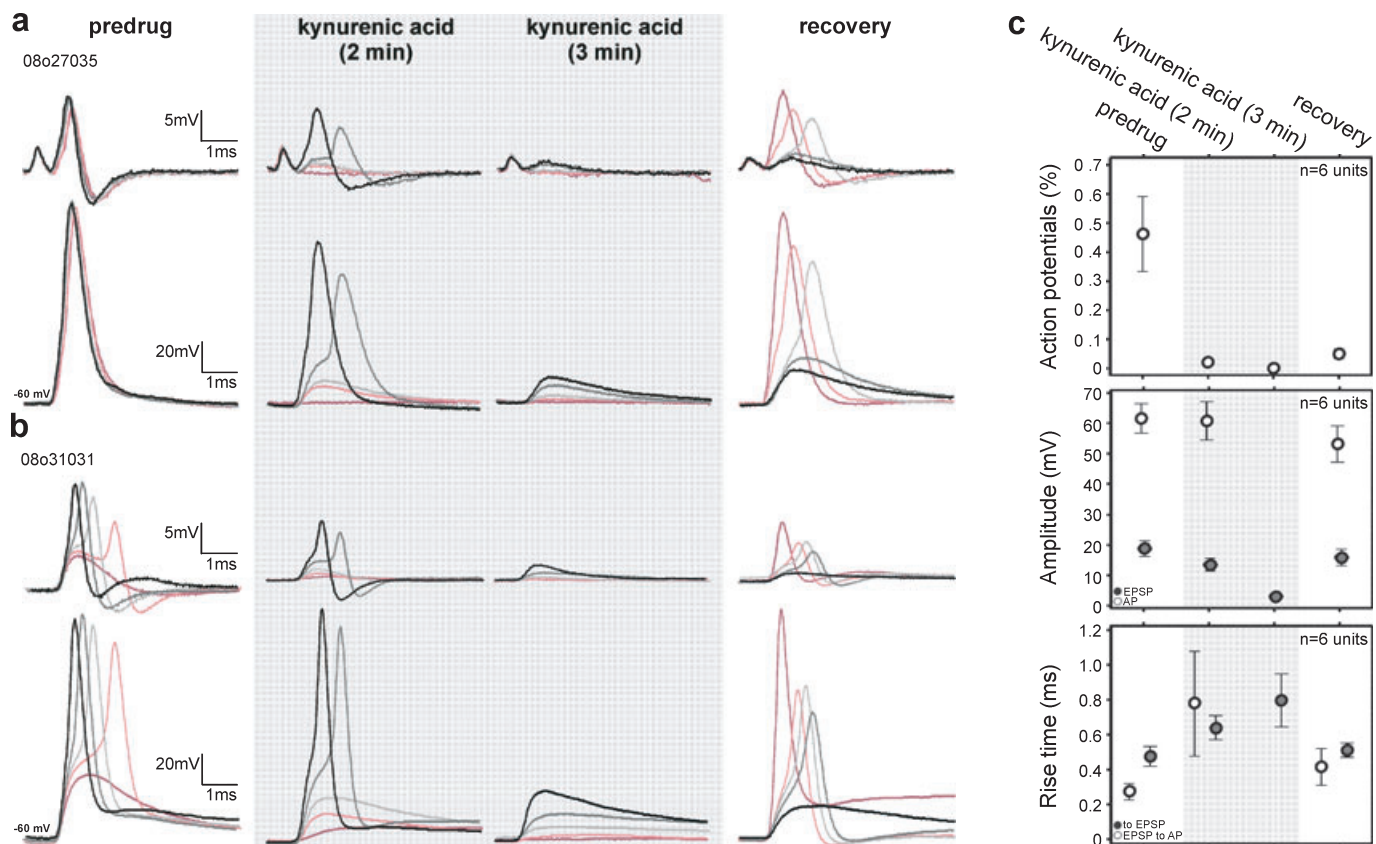 a
predrug
kynurenic acid
(2 min)
kynurenic acid
(3 min)
recovery
08o27035
5mV
1ms
20mV
1ms
-60 mV
b
08o31031
5mV
1ms
20mV
1ms
-60 mV
c
predrug
kynurenic acid (2 min)
kynurenic acid (3 min)
recovery
Action potentials (%)
0.7
0.6
0.5
0.4
0.3
0.2
0.1
0
n=6 units
Amplitude (mV)
70
60
50
40
30
20
10
0
n=6 units
EPSP
AP
Rise time (ms)
1.2
1.0
0.8
0.6
0.4
0.2
0
n=6 units
to EPSP
EPSP to AP